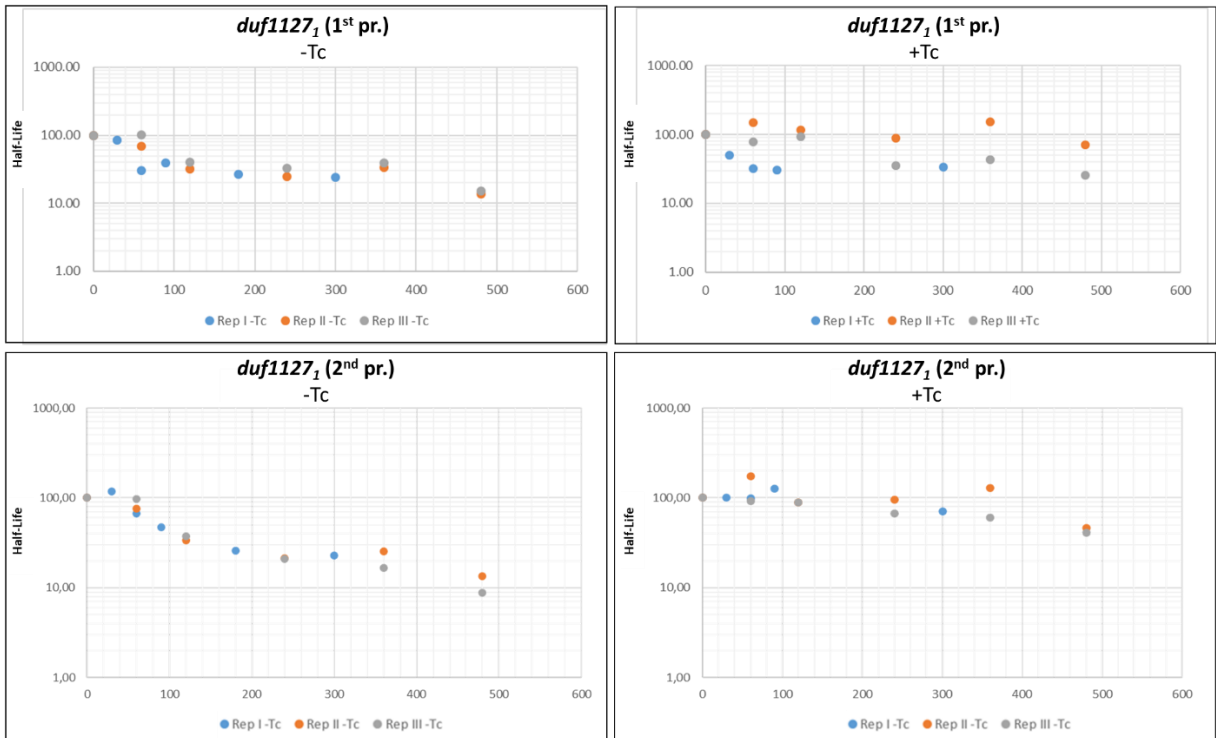 duf1127₁ (1st pr.)
-Tc
1000.00
100.00
10.00
1.00
Half-Life
0 100 200 300 400 500 600
Rep I -Tc Rep II -Tc Rep III -Tc
duf1127₁ (1st pr.)
+Tc
1000.00
100.00
10.00
1.00
Half-Life
0 100 200 300 400 500 600
Rep I +Tc Rep II +Tc Rep III +Tc
duf1127₁ (2nd pr.)
-Tc
1000,00
100,00
10,00
1,00
Half-Life
0 100 200 300 400 500 600
Rep I -Tc Rep II -Tc Rep III -Tc
duf1127₁ (2nd pr.)
+Tc
1000,00
100,00
10,00
1,00
Half-Life
0 100 200 300 400 500 600
Rep I -Tc Rep II -Tc Rep III -Tc